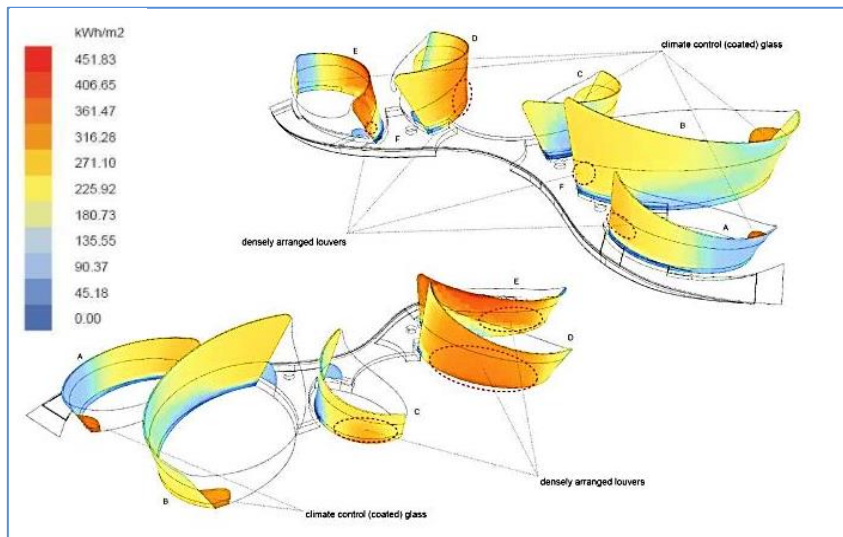 kWh/m2
451.83
406.65
361.47
316.28
271.10
225.92
180.73
135.55
90.37
45.18
0.00
climate control (coated) glass
E
D
C
B
F
F
A
densely arranged louvers
E
D
A
C
B
densely arranged louvers
climate control (coated) glass